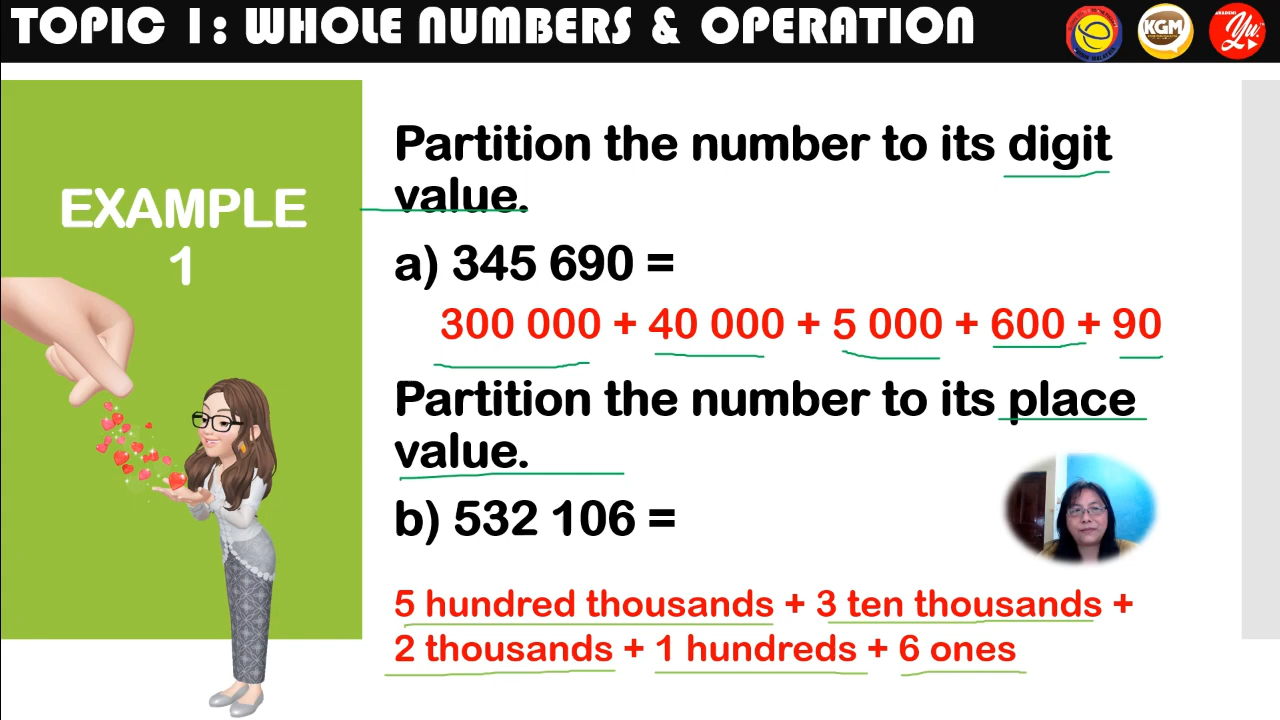 TOPIC 1: WHOLE NUMBERS & OPERATION
KGM
Yu.
EXAMPLE
1
Partition the number to its digit
value.
a) 345 690 =
300 000 + 40 000 + 5 000 + 600 + 90
Partition the number to its place
value.
b) 532 106 =
5 hundred thousands + 3 ten thousands +
2 thousands + 1 hundreds + 6 ones